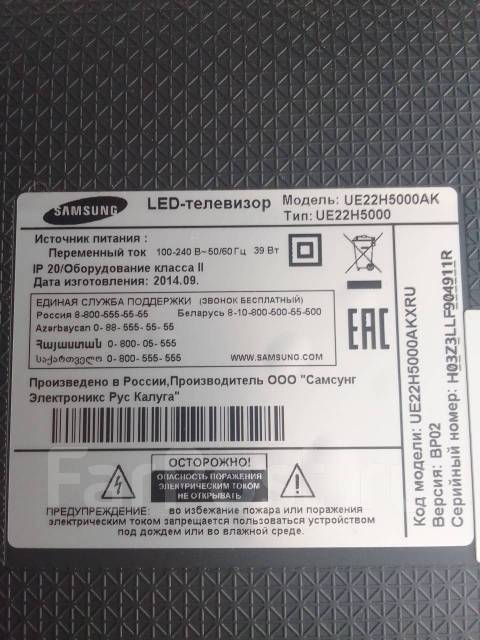 SAMSUNG
LED-телевизор
Модель: UE22H5000AK
Тип: UE22H5000
Источник питания :
Переменный ток 100-240 В~50/60Гц 39 Вт
IP 20/Оборудование класса II
Дата изготовления: 2014.09.
ЕДИНАЯ СЛУЖБА ПОДДЕРЖКИ (ЗВОНОК БЕСПЛАТНЫЙ)
Россия 8-800-555-55-55 Беларусь 8-10-800-500-55-500
Azərbaycan 0- 88- 555- 55- 55
Հայաստան 0- 800- 05- 555
საქართველო 0- 800- 555- 555 WWW.SAMSUNG.COM
EAC
Произведено в России,Производитель ООО "Самсунг
Электроникс Рус Калуга"
ОСТОРОЖНО!
ОПАСНОСТЬ ПОРАЖЕНИЯ
ЭЛЕКТРИЧЕСКИМ ТОКОМ
НЕ ОТКРЫВАТЬ
ПРЕДУПРЕЖДЕНИЕ: во избежание пожара или поражения
электрическим током запрещается пользоваться устройством
под дождем или во влажной среде.
Код модели: UE22H5000AKXRU
Версия: BP02
Серийный номер: H03Z3LLF904911R